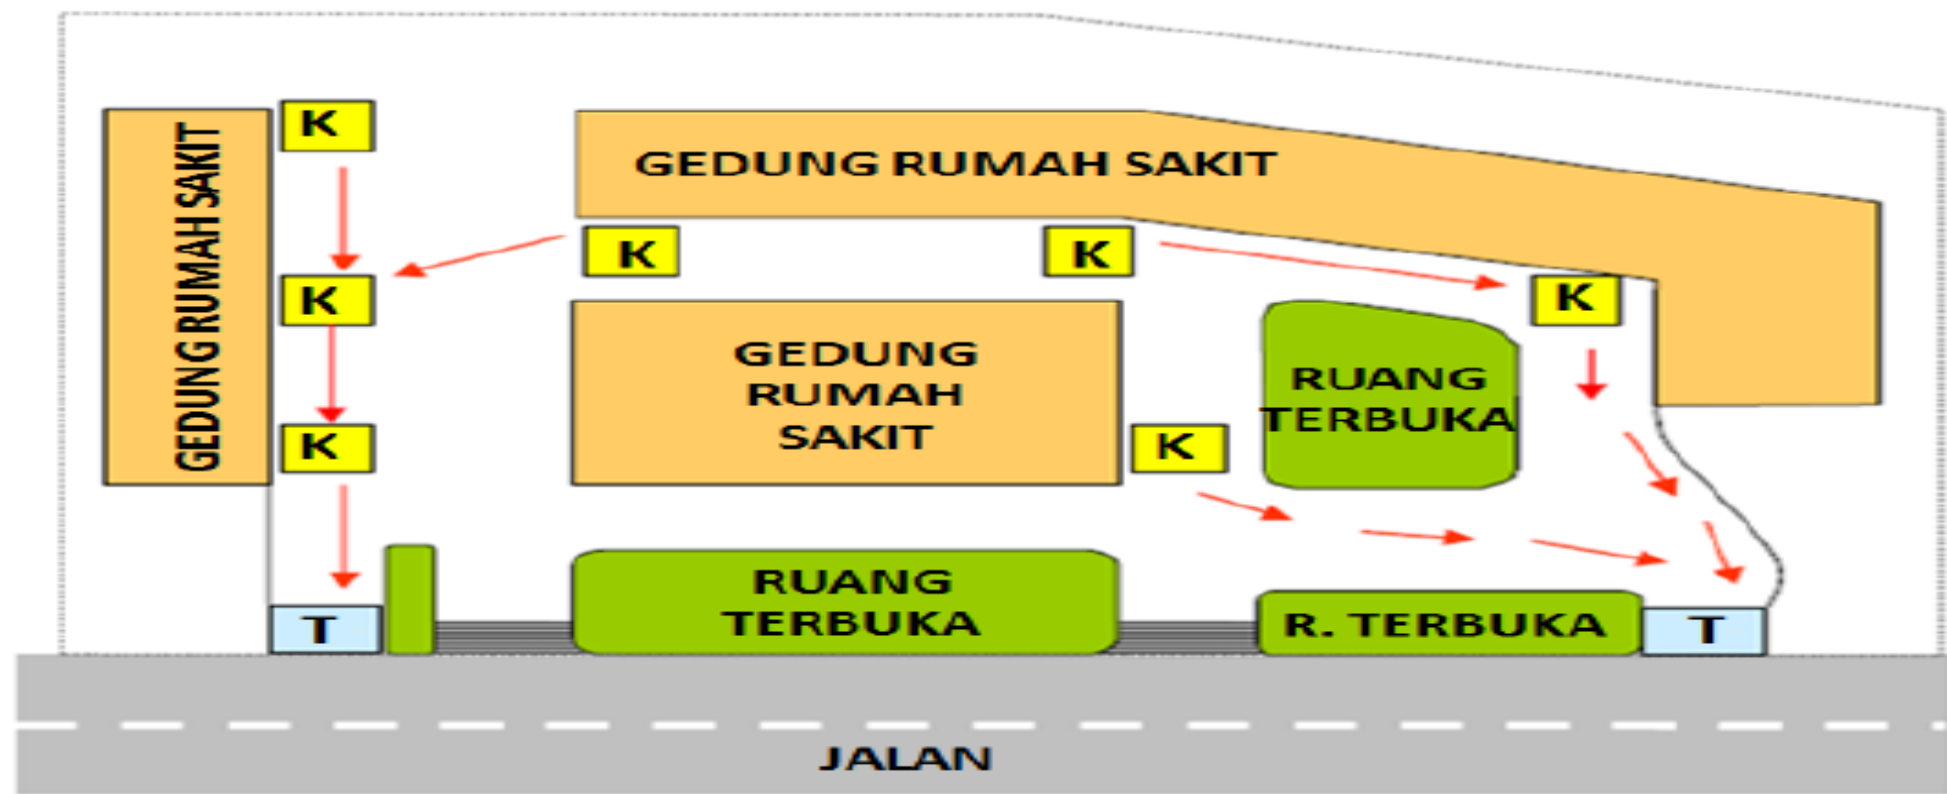 K
GEDUNG RUMAH SAKIT
GEDUNG RUMAH SAKIT
K
K
K
K
GEDUNG
RUMAH
SAKIT
RUANG
TERBUKA
K
K
RUANG
TERBUKA
T
R. TERBUKA
T
JALAN